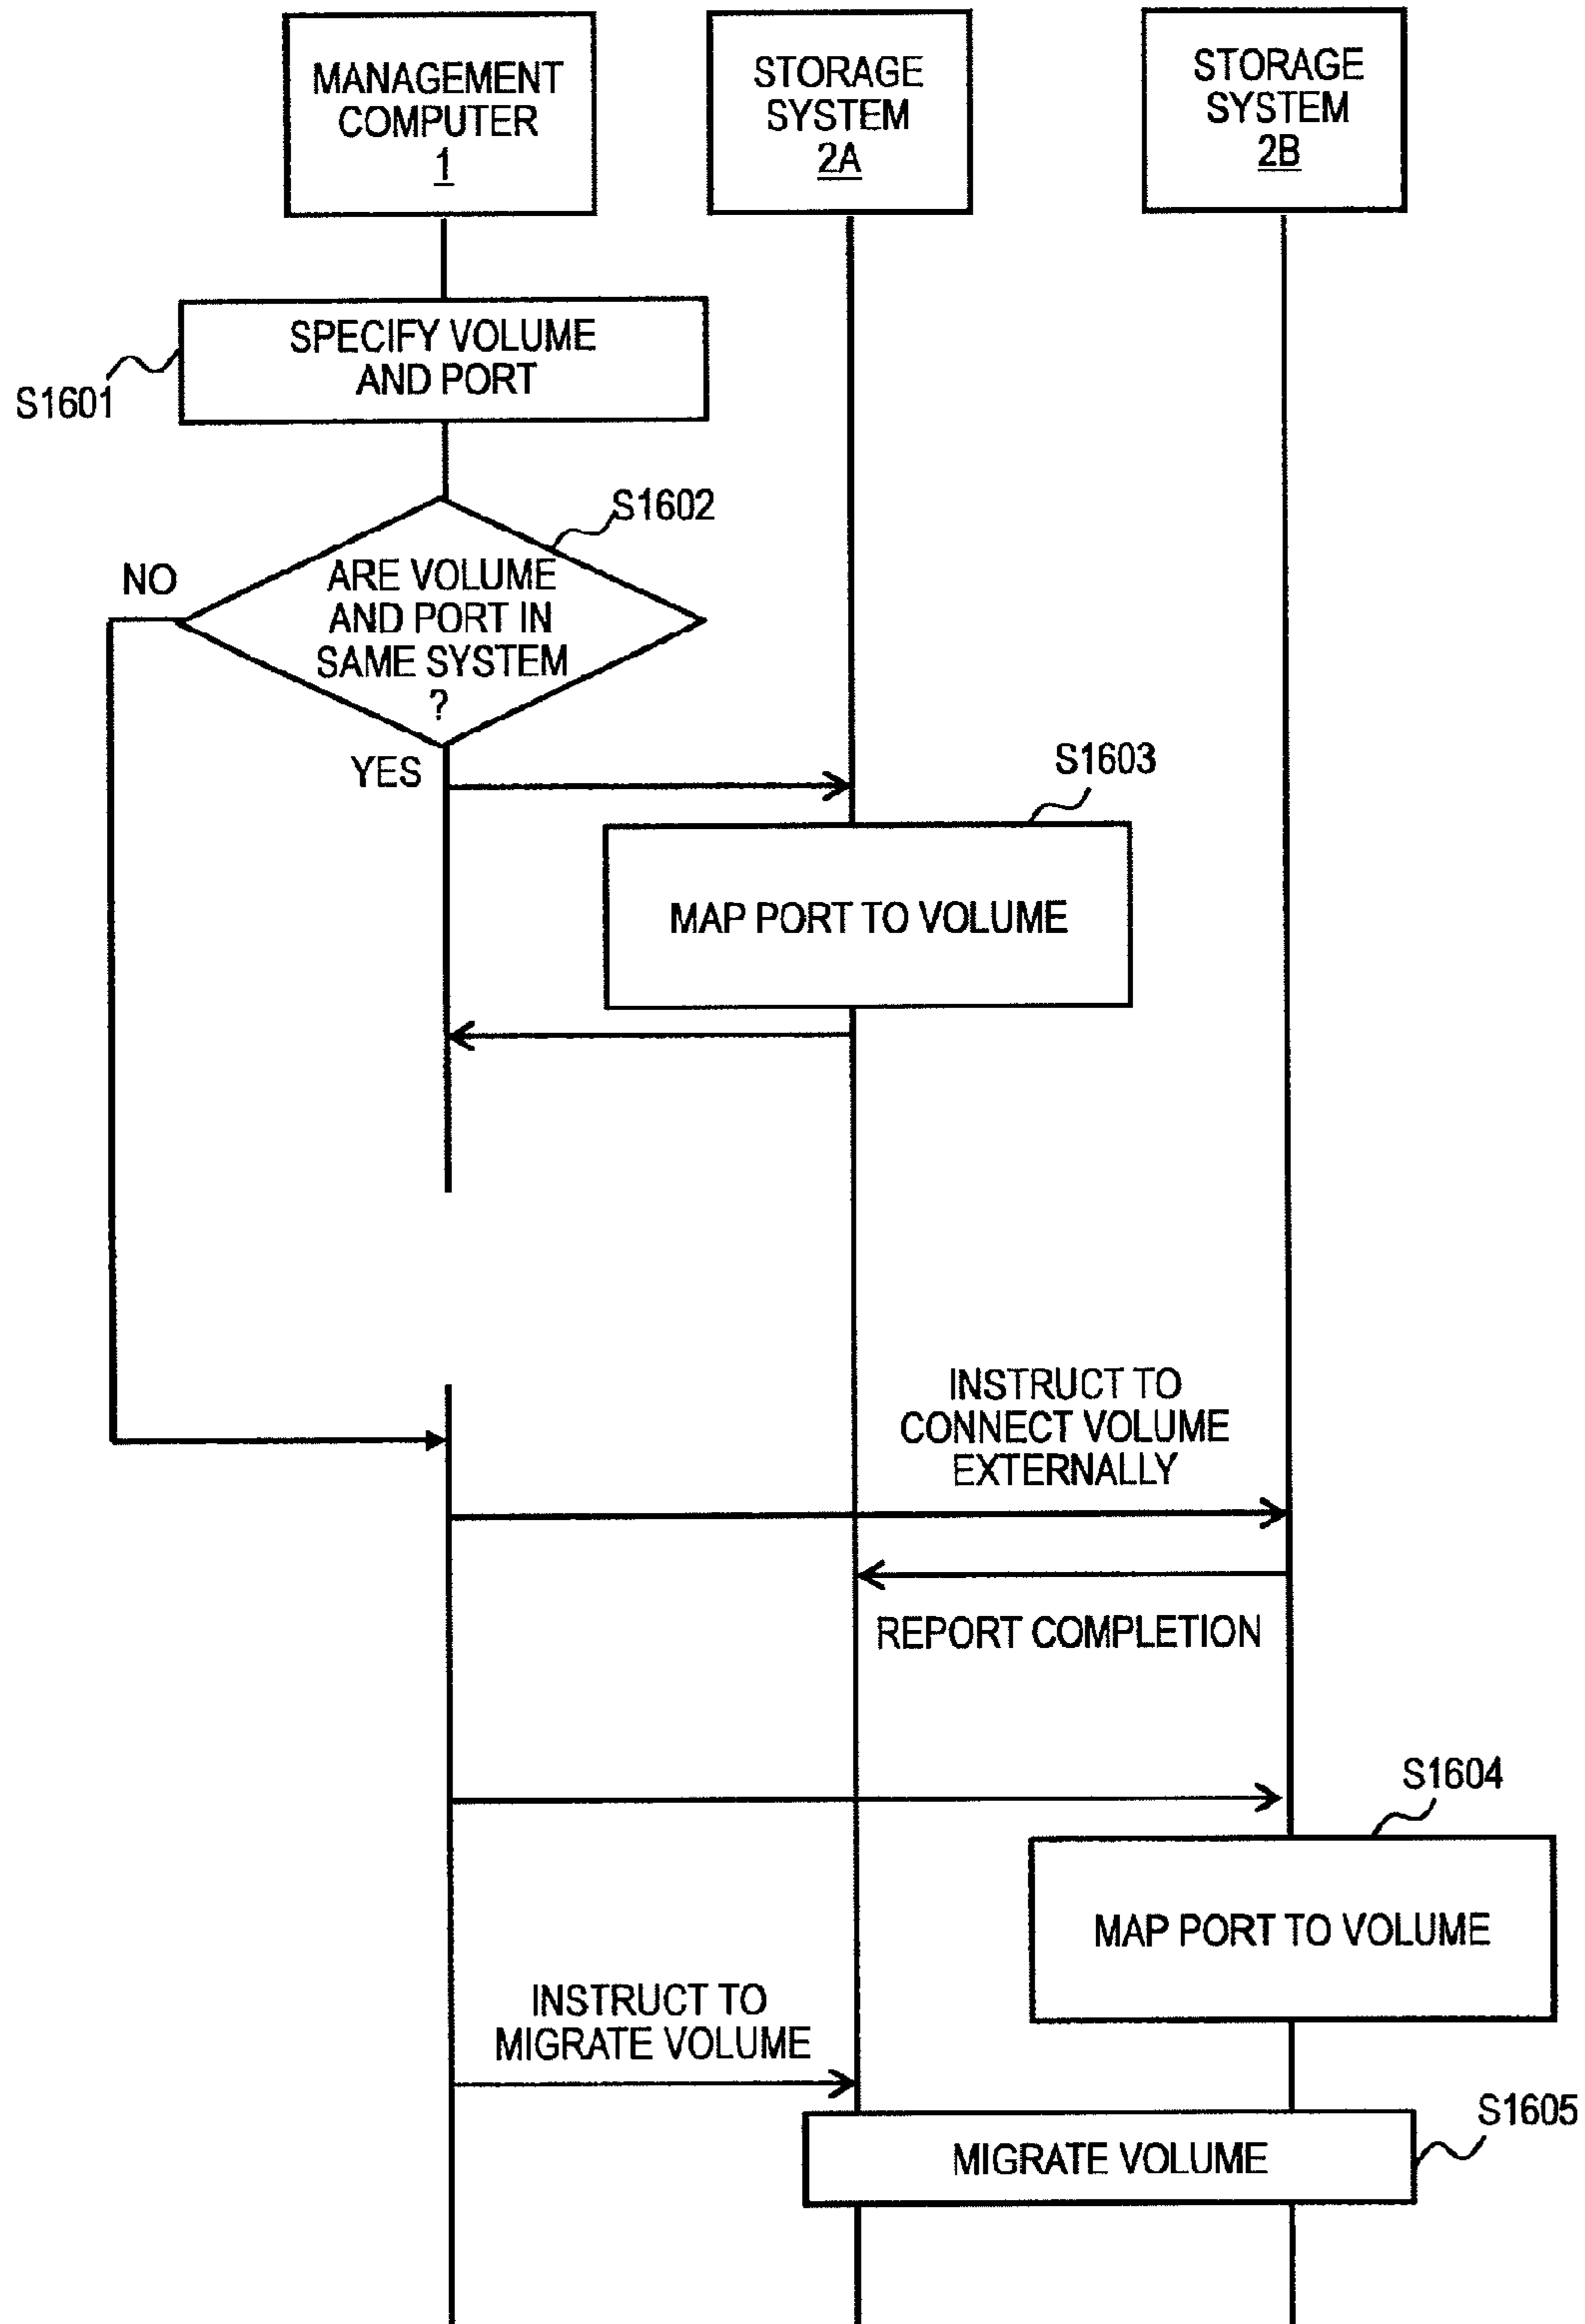 MANAGEMENT
COMPUTER
1
STORAGE
SYSTEM
2A
STORAGE
SYSTEM
2B
SPECIFY VOLUME
AND PORT
S1601
S1602
NO
ARE VOLUME
AND PORT IN
SAME SYSTEM
?
YES
S1603
MAP PORT TO VOLUME
INSTRUCT TO
CONNECT VOLUME
EXTERNALLY
REPORT COMPLETION
S1604
MAP PORT TO VOLUME
INSTRUCT TO
MIGRATE VOLUME
S1605
MIGRATE VOLUME